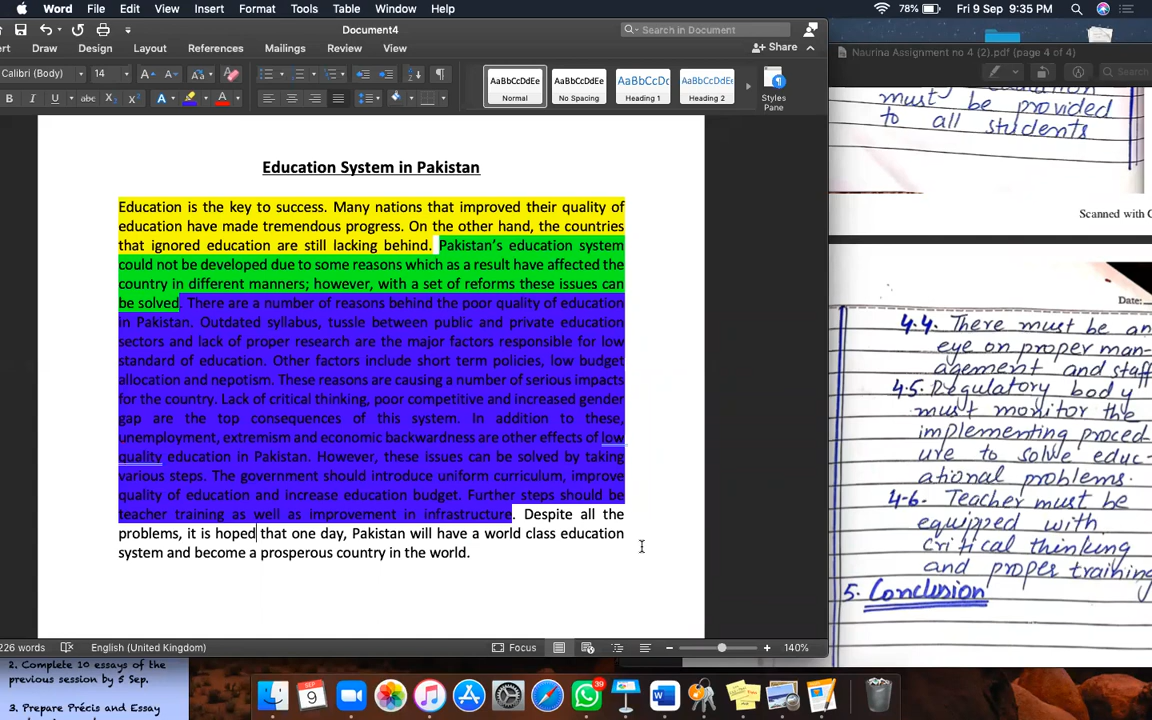 Word File Edit View Insert Format Tools Table Window Help 78% Fri 9 Sep 9:35 PM
Document4
Search in Document
Draw Design Layout References Mailings Review View Share
Calibri (Body) 14
AaBbCcDdEe AaBbCcDdEe AaBbCcDc AaBbCcDdEe
Normal No Spacing Heading 1 Heading 2 Styles Pane
Education System in Pakistan
Education is the key to success. Many nations that improved their quality of
education have made tremendous progress. On the other hand, the countries
that ignored education are still lacking behind. Pakistan's education system
could not be developed due to some reasons which as a result have affected the
country in different manners; however, with a set of reforms these issues can
be solved. There are a number of reasons behind the poor quality of education
in Pakistan. Outdated syllabus, tussle between public and private education
sectors and lack of proper research are the major factors responsible for low
standard of education. Other factors include short term policies, low budget
allocation and nepotism. These reasons are causing a number of serious impacts
for the country. Lack of critical thinking, poor competitive and increased gender
gap are the top consequences of this system. In addition to these,
unemployment, extremism and economic backwardness are other effects of low
quality education in Pakistan. However, these issues can be solved by taking
various steps. The government should introduce uniform curriculum, improve
quality of education and increase education budget. Further steps should be
teacher training as well as improvement in infrastructure. Despite all the
problems, it is hoped that one day, Pakistan will have a world class education
system and become a prosperous country in the world.
226 words English (United Kingdom) Focus 140%
2. Complete 10 essays of the
previous session by 5 Sep.
3. Prepare Précis and Essay
Naurina Assignment no 4 (2).pdf (page 4 of 4)
Search
must be provided
to all students
Scanned with C
Date:
4.4. There must be an
eye on proper man-
agement and staff
4.5. Regulatory body
must monitor the
implementing proced-
ure to solve educ-
ational problems.
4.6. Teacher must be
equipped with
critical thinking
and proper training
5. Conclusion
9
39